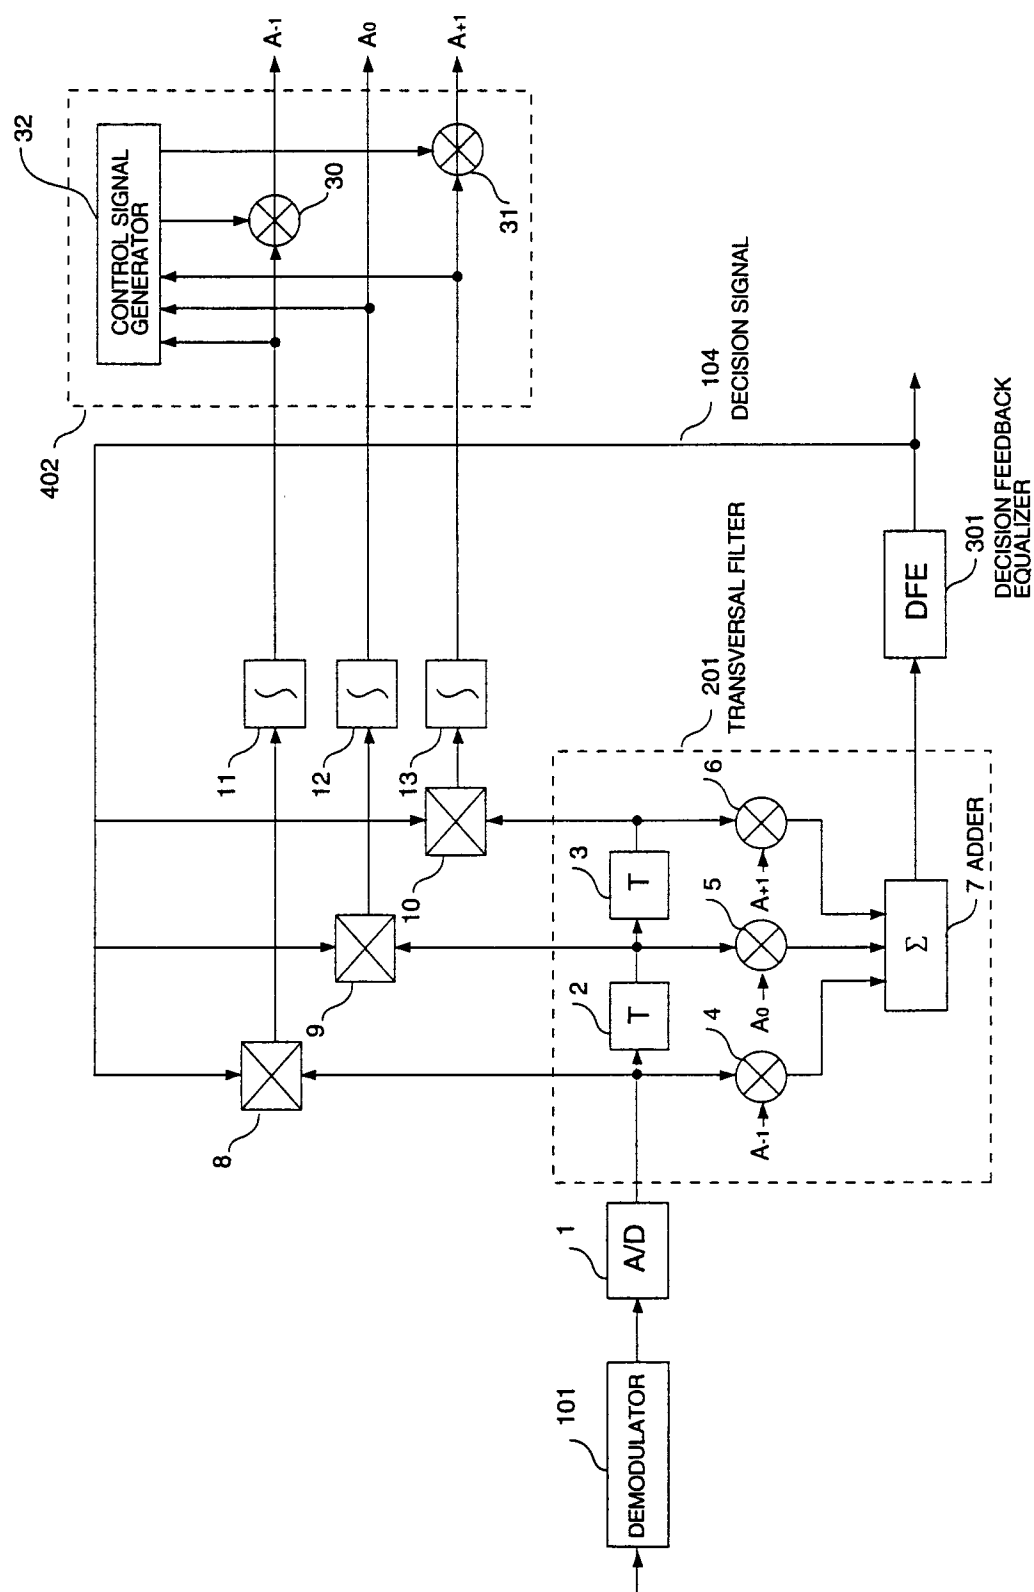 32
CONTROL SIGNAL
GENERATOR
A-1
A0
A+1
30
31
402
104
DECISION SIGNAL
11
12
13
8
9
10
201
TRANSVERSAL FILTER
301
DFE
DECISION FEEDBACK
EQUALIZER
101
DEMODULATOR
1
A/D
2
T
3
T
4
5
6
A-1
A0
A+1
Σ
7 ADDER